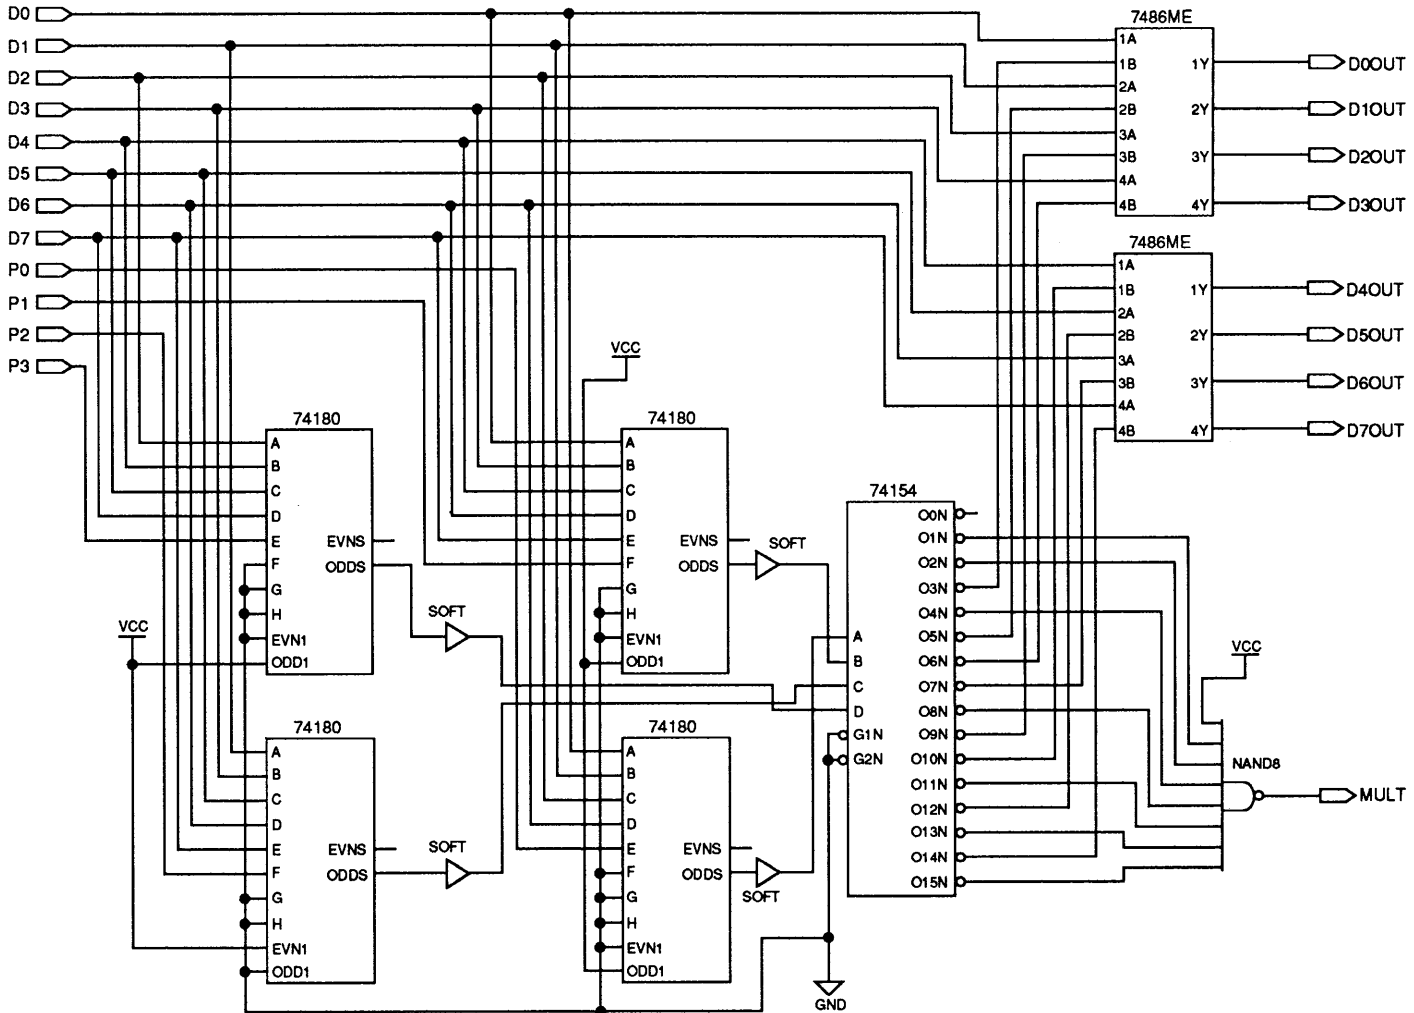 D0
D1
D2
D3
D4
D5
D6
D7
P0
P1
P2
P3
7486ME
1A
1B
2A
2B
3A
3B
4A
4B
1Y
2Y
3Y
4Y
D0OUT
D1OUT
D2OUT
D3OUT
7486ME
1A
1B
2A
2B
3A
3B
4A
4B
1Y
2Y
3Y
4Y
D4OUT
D5OUT
D6OUT
D7OUT
VCC
74180
A
B
C
D
E
F
G
H
EVN1
ODD1
EVNS
ODDS
SOFT
VCC
74180
A
B
C
D
E
F
G
H
EVN1
ODD1
EVNS
ODDS
SOFT
74180
A
B
C
D
E
F
G
H
EVN1
ODD1
EVNS
ODDS
SOFT
74180
A
B
C
D
E
F
G
H
EVN1
ODD1
EVNS
ODDS
SOFT
74154
A
B
C
D
G1N
G2N
O0N
O1N
O2N
O3N
O4N
O5N
O6N
O7N
O8N
O9N
O10N
O11N
O12N
O13N
O14N
O15N
GND
VCC
NAND8
MULT